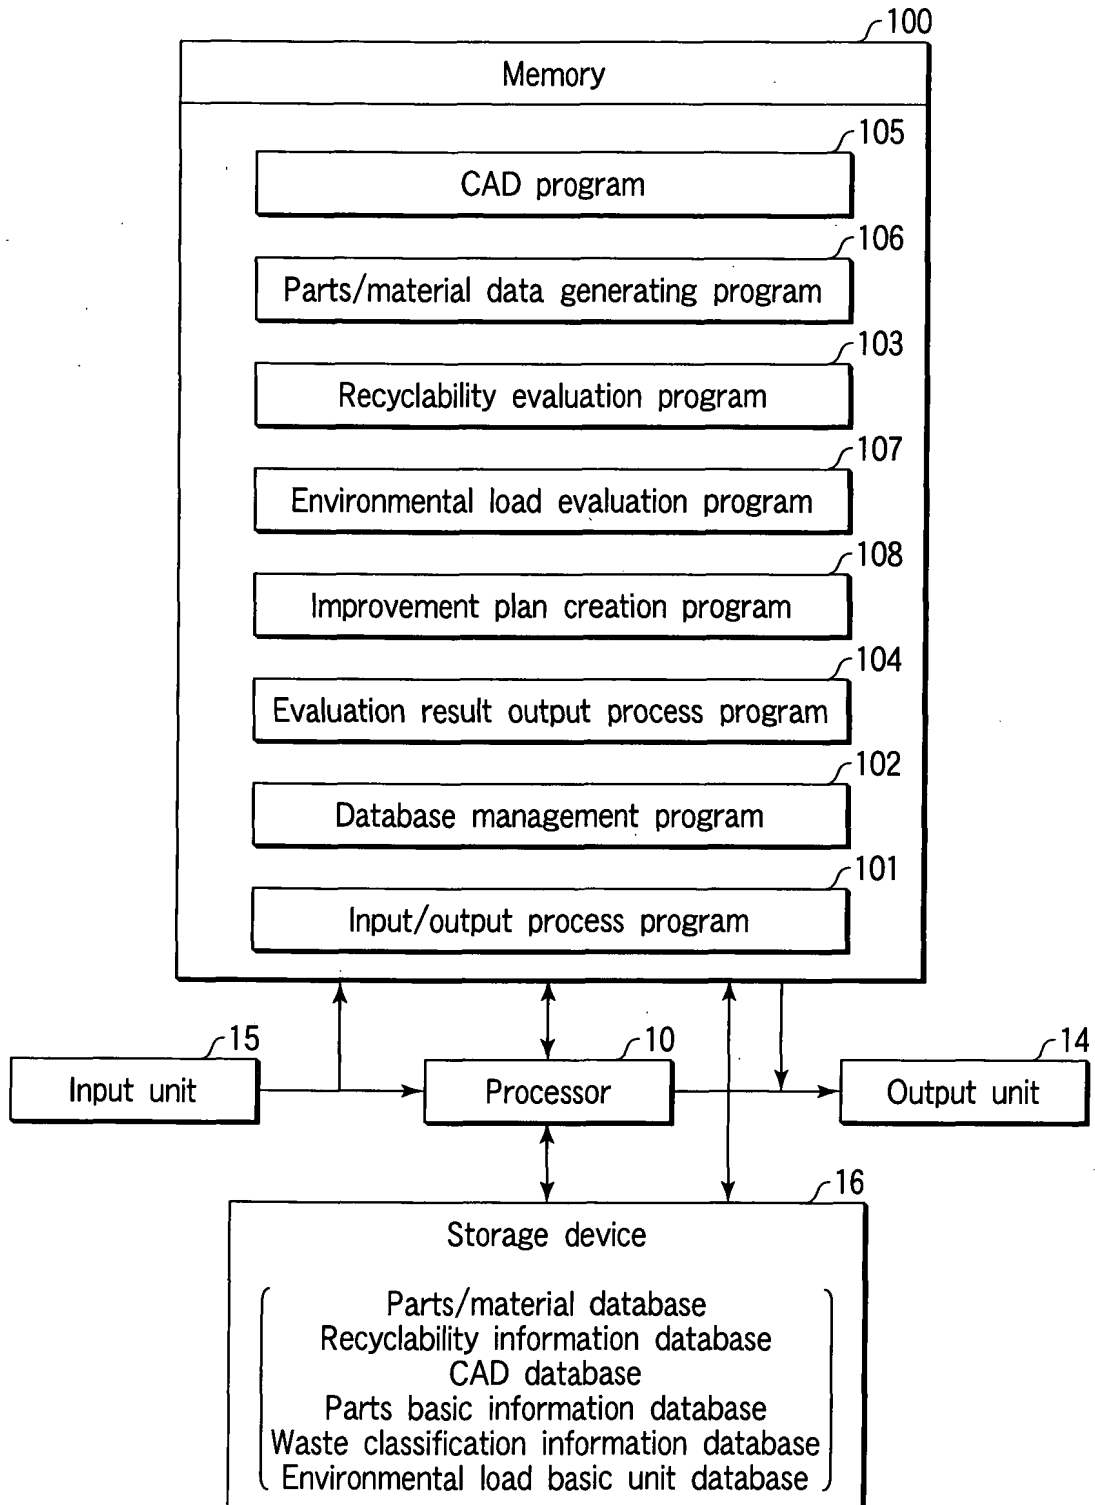 100
Memory
105
CAD program
106
Parts/material data generating program
103
Recyclability evaluation program
107
Environmental load evaluation program
108
Improvement plan creation program
104
Evaluation result output process program
102
Database management program
101
Input/output process program
15
Input unit
10
Processor
14
Output unit
16
Storage device
Parts/material database
Recyclability information database
CAD database
Parts basic information database
Waste classification information database
Environmental load basic unit database